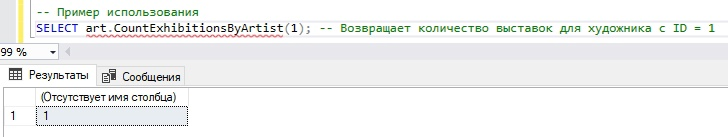 -- Пример использования
SELECT art.CountExhibitionsByArtist(1); -- Возвращает количество выставок для художника с ID = 1
99 %
Результаты Сообщения
(Отсутствует имя столбца)
1 1